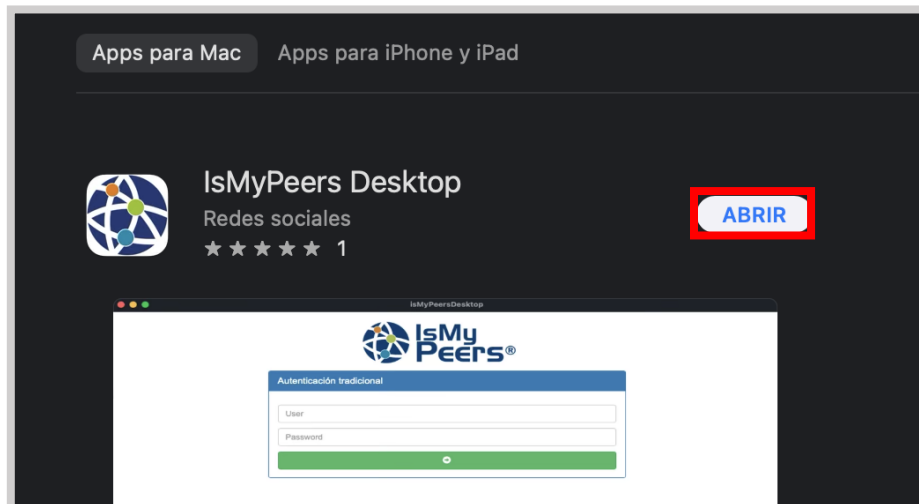 Apps para Mac Apps para iPhone y iPad
IsMyPeers Desktop
Redes sociales
1
ABRIR
isMyPeersDesktop
IsMy
Peers®
Autenticación tradicional
User
Password